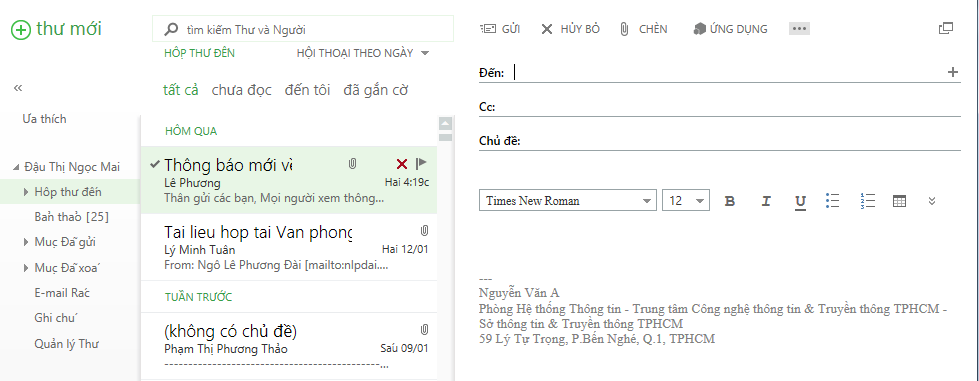 thư mới
«
Ưa thích
Đậu Thị Ngọc Mai
Hộp thư đến
Bản thảo [25]
Mục Đã gửi
Mục Đã xoá
E-mail Rác
Ghi chú
Quản lý Thư
tìm kiếm Thư và Người
HỘP THƯ ĐẾN HỘI THOẠI THEO NGÀY
tất cả chưa đọc đến tôi đã gắn cờ
HÔM QUA
Thông báo mới về
Lê Phương Hai 4:19c
Thân gửi các bạn, Mọi người xem thông...
Tai lieu hop tai Van phong
Lý Minh Tuân Hai 12/01
From: Ngô Lê Phương Đài [mailto:nlpdai....
TUẦN TRƯỚC
(không có chủ đề)
Phạm Thị Phương Thảo Sáu 09/01
--------------------------------------------...
GỬI HỦY BỎ CHÈN ỨNG DỤNG •••
Đến:
Cc:
Chủ đề:
Times New Roman 12 B I U
---
Nguyễn Văn A
Phòng Hệ thống Thông tin - Trung tâm Công nghệ thông tin & Truyền thông TPHCM -
Sở thông tin & Truyền thông TPHCM
59 Lý Tự Trọng, P.Bến Nghé, Q.1, TPHCM